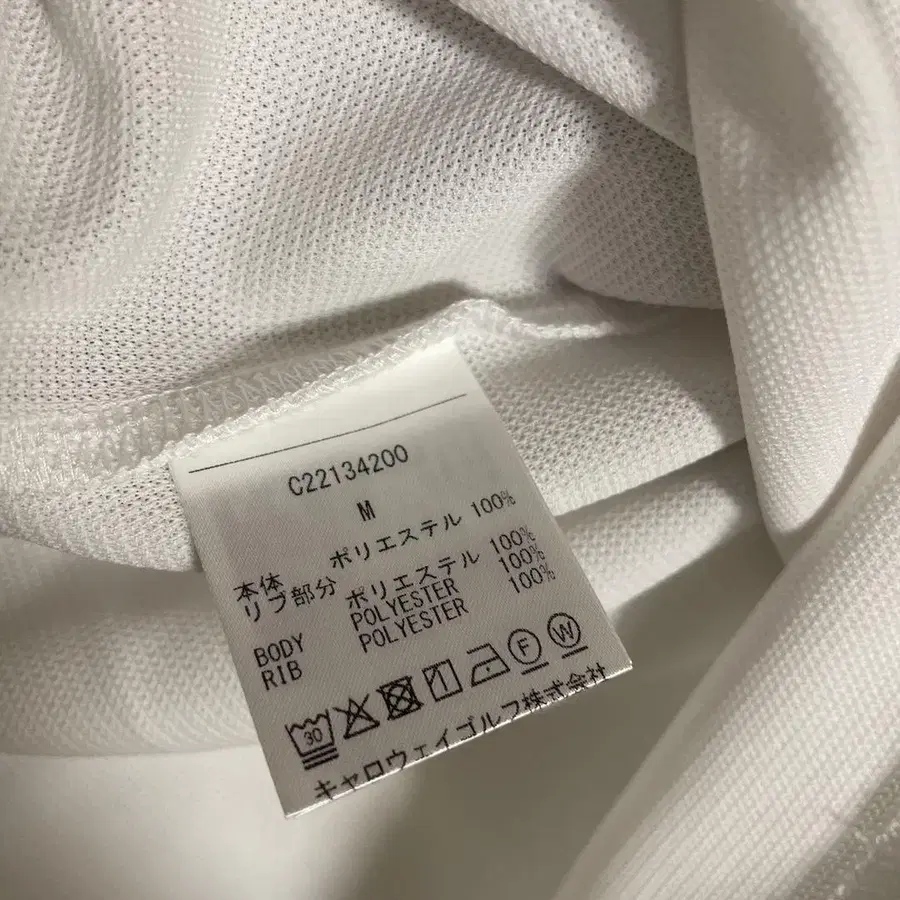 C22134200
M
本体 ポリエステル 100%
リブ部分 ポリエステル 100%
BODY POLYESTER 100%
RIB POLYESTER 100%
30 F W
キャロウェイゴルフ株式会社